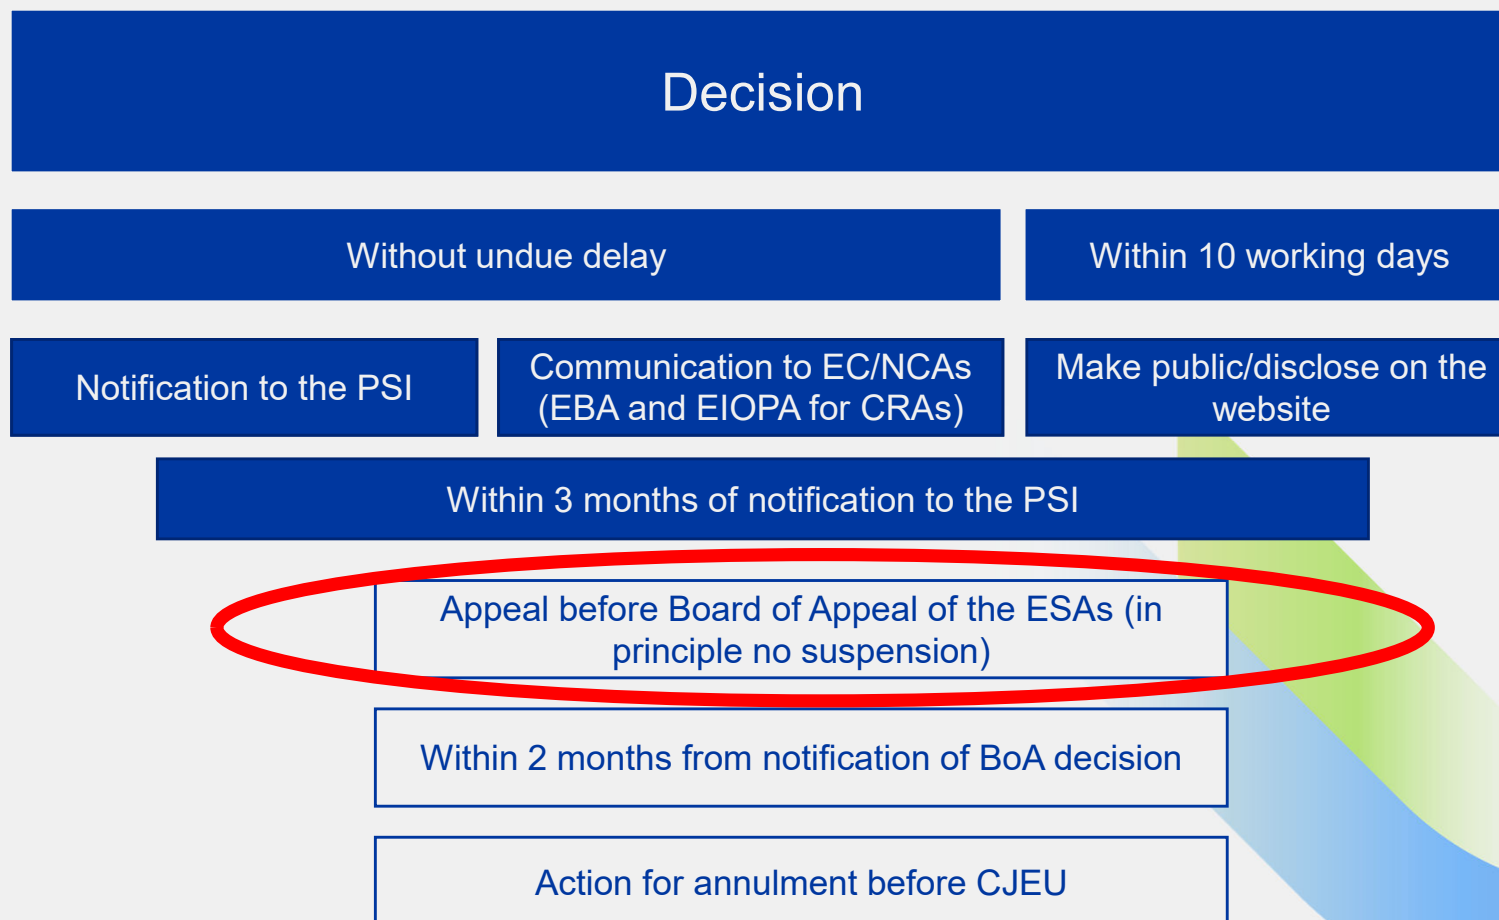 Decision
Without undue delay
Within 10 working days
Notification to the PSI
Communication to EC/NCAs
(EBA and EIOPA for CRAs)
Make public/disclose on the
website
Within 3 months of notification to the PSI
Appeal before Board of Appeal of the ESAs (in
principle no suspension)
Within 2 months from notification of BoA decision
Action for annulment before CJEU